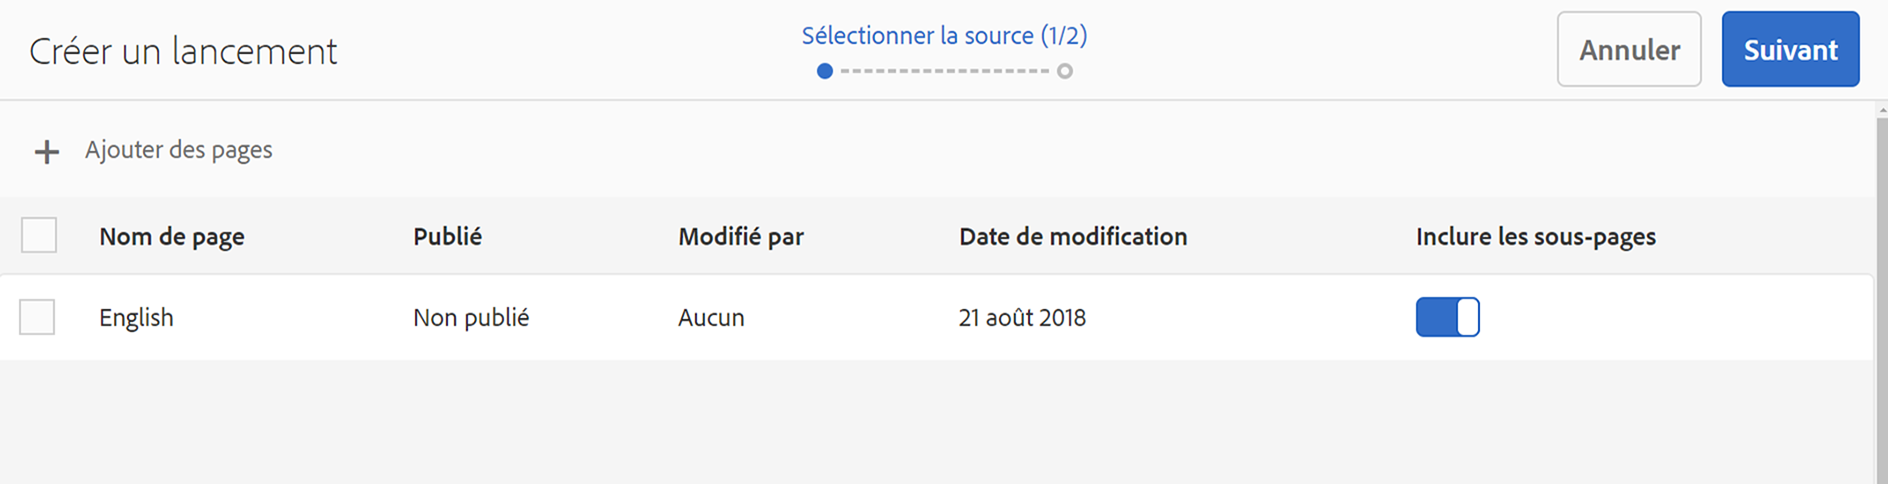 Créer un lancement
Sélectionner la source (1/2)
Annuler
Suivant
Ajouter des pages
Nom de page Publié Modifié par Date de modification Inclure les sous-pages
English Non publié Aucun 21 août 2018